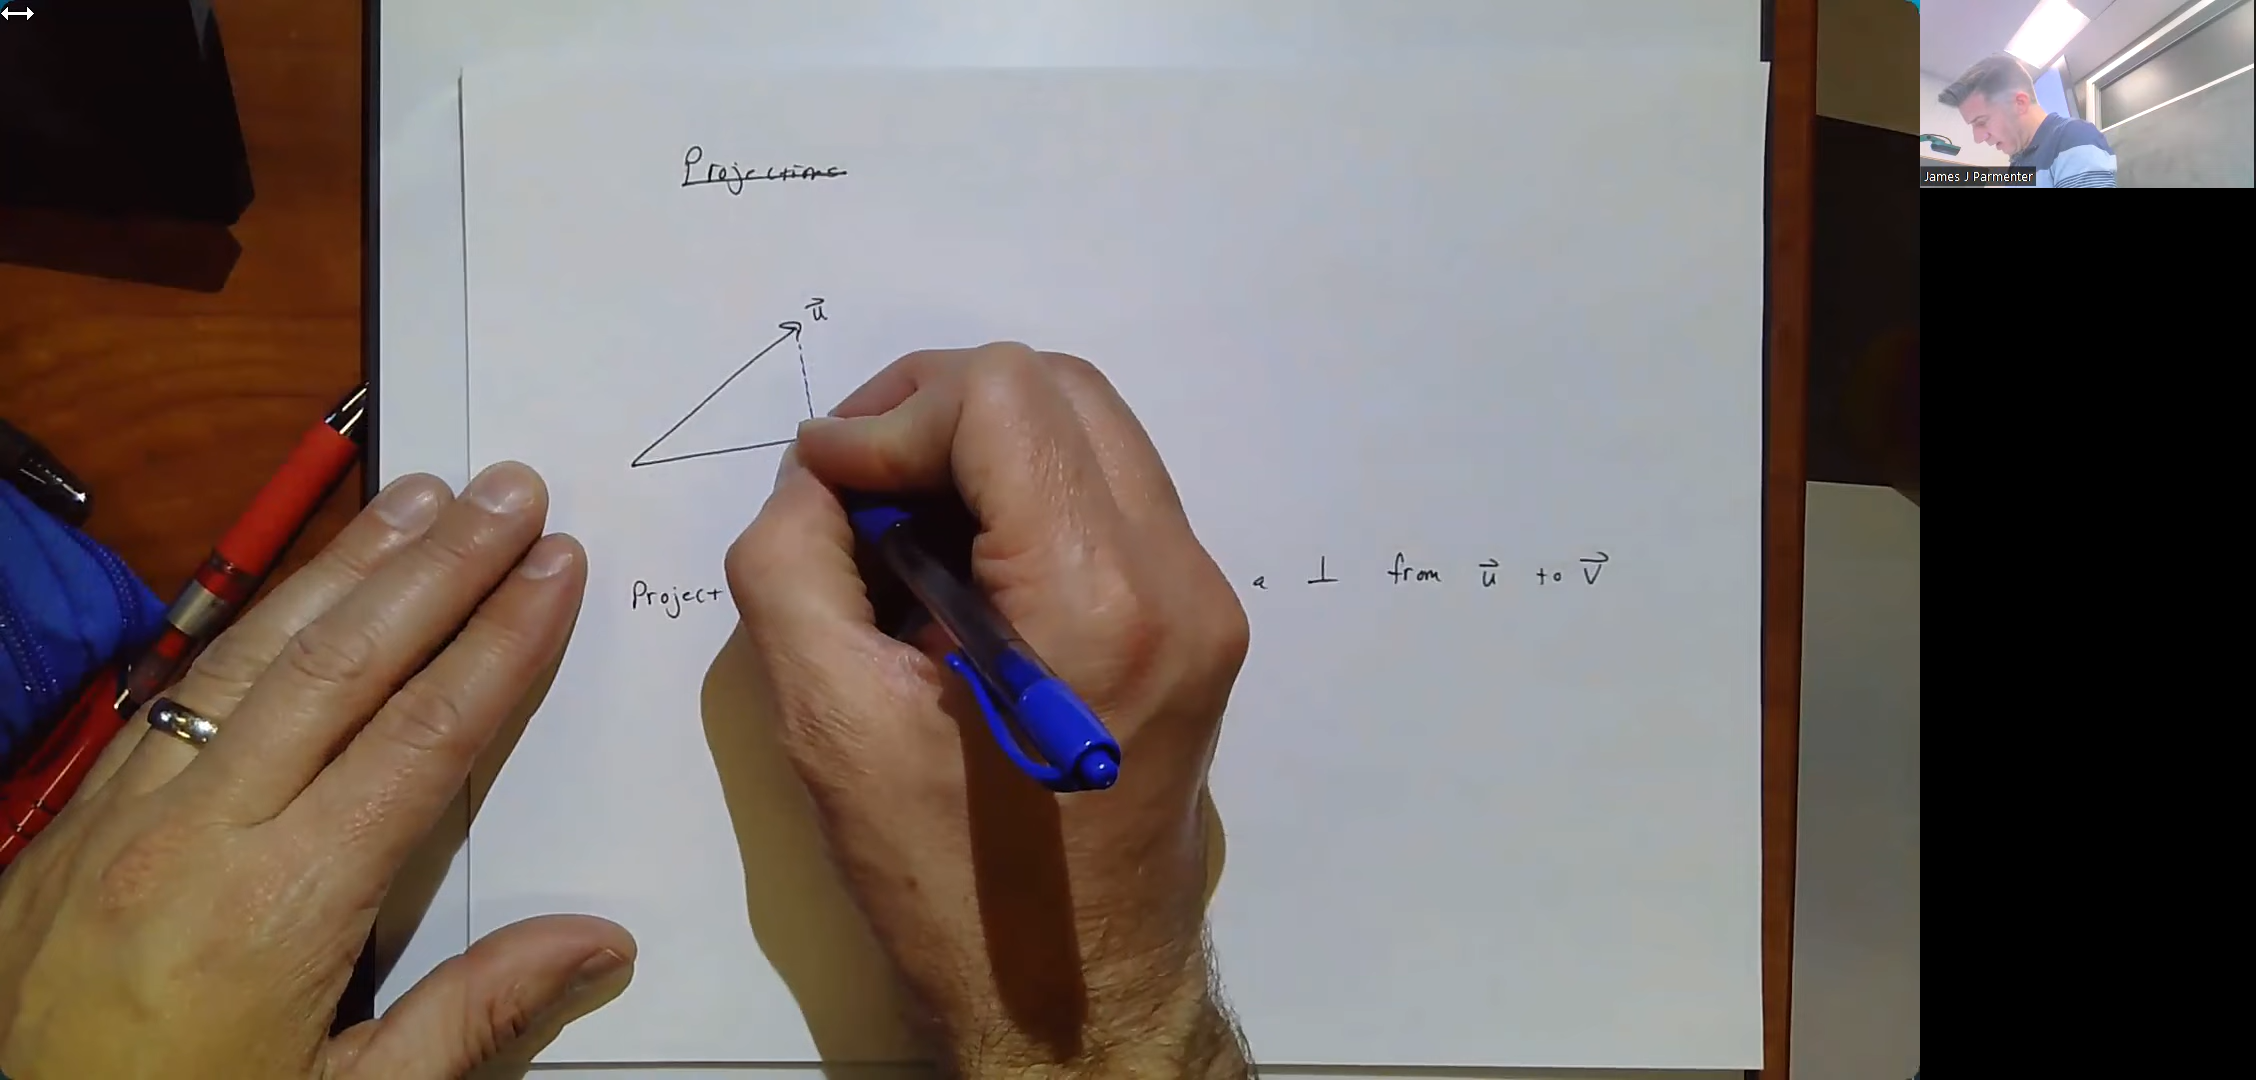 Projections
James J Parmenter
u⃗
Project a ⊥ from u⃗ to v⃗